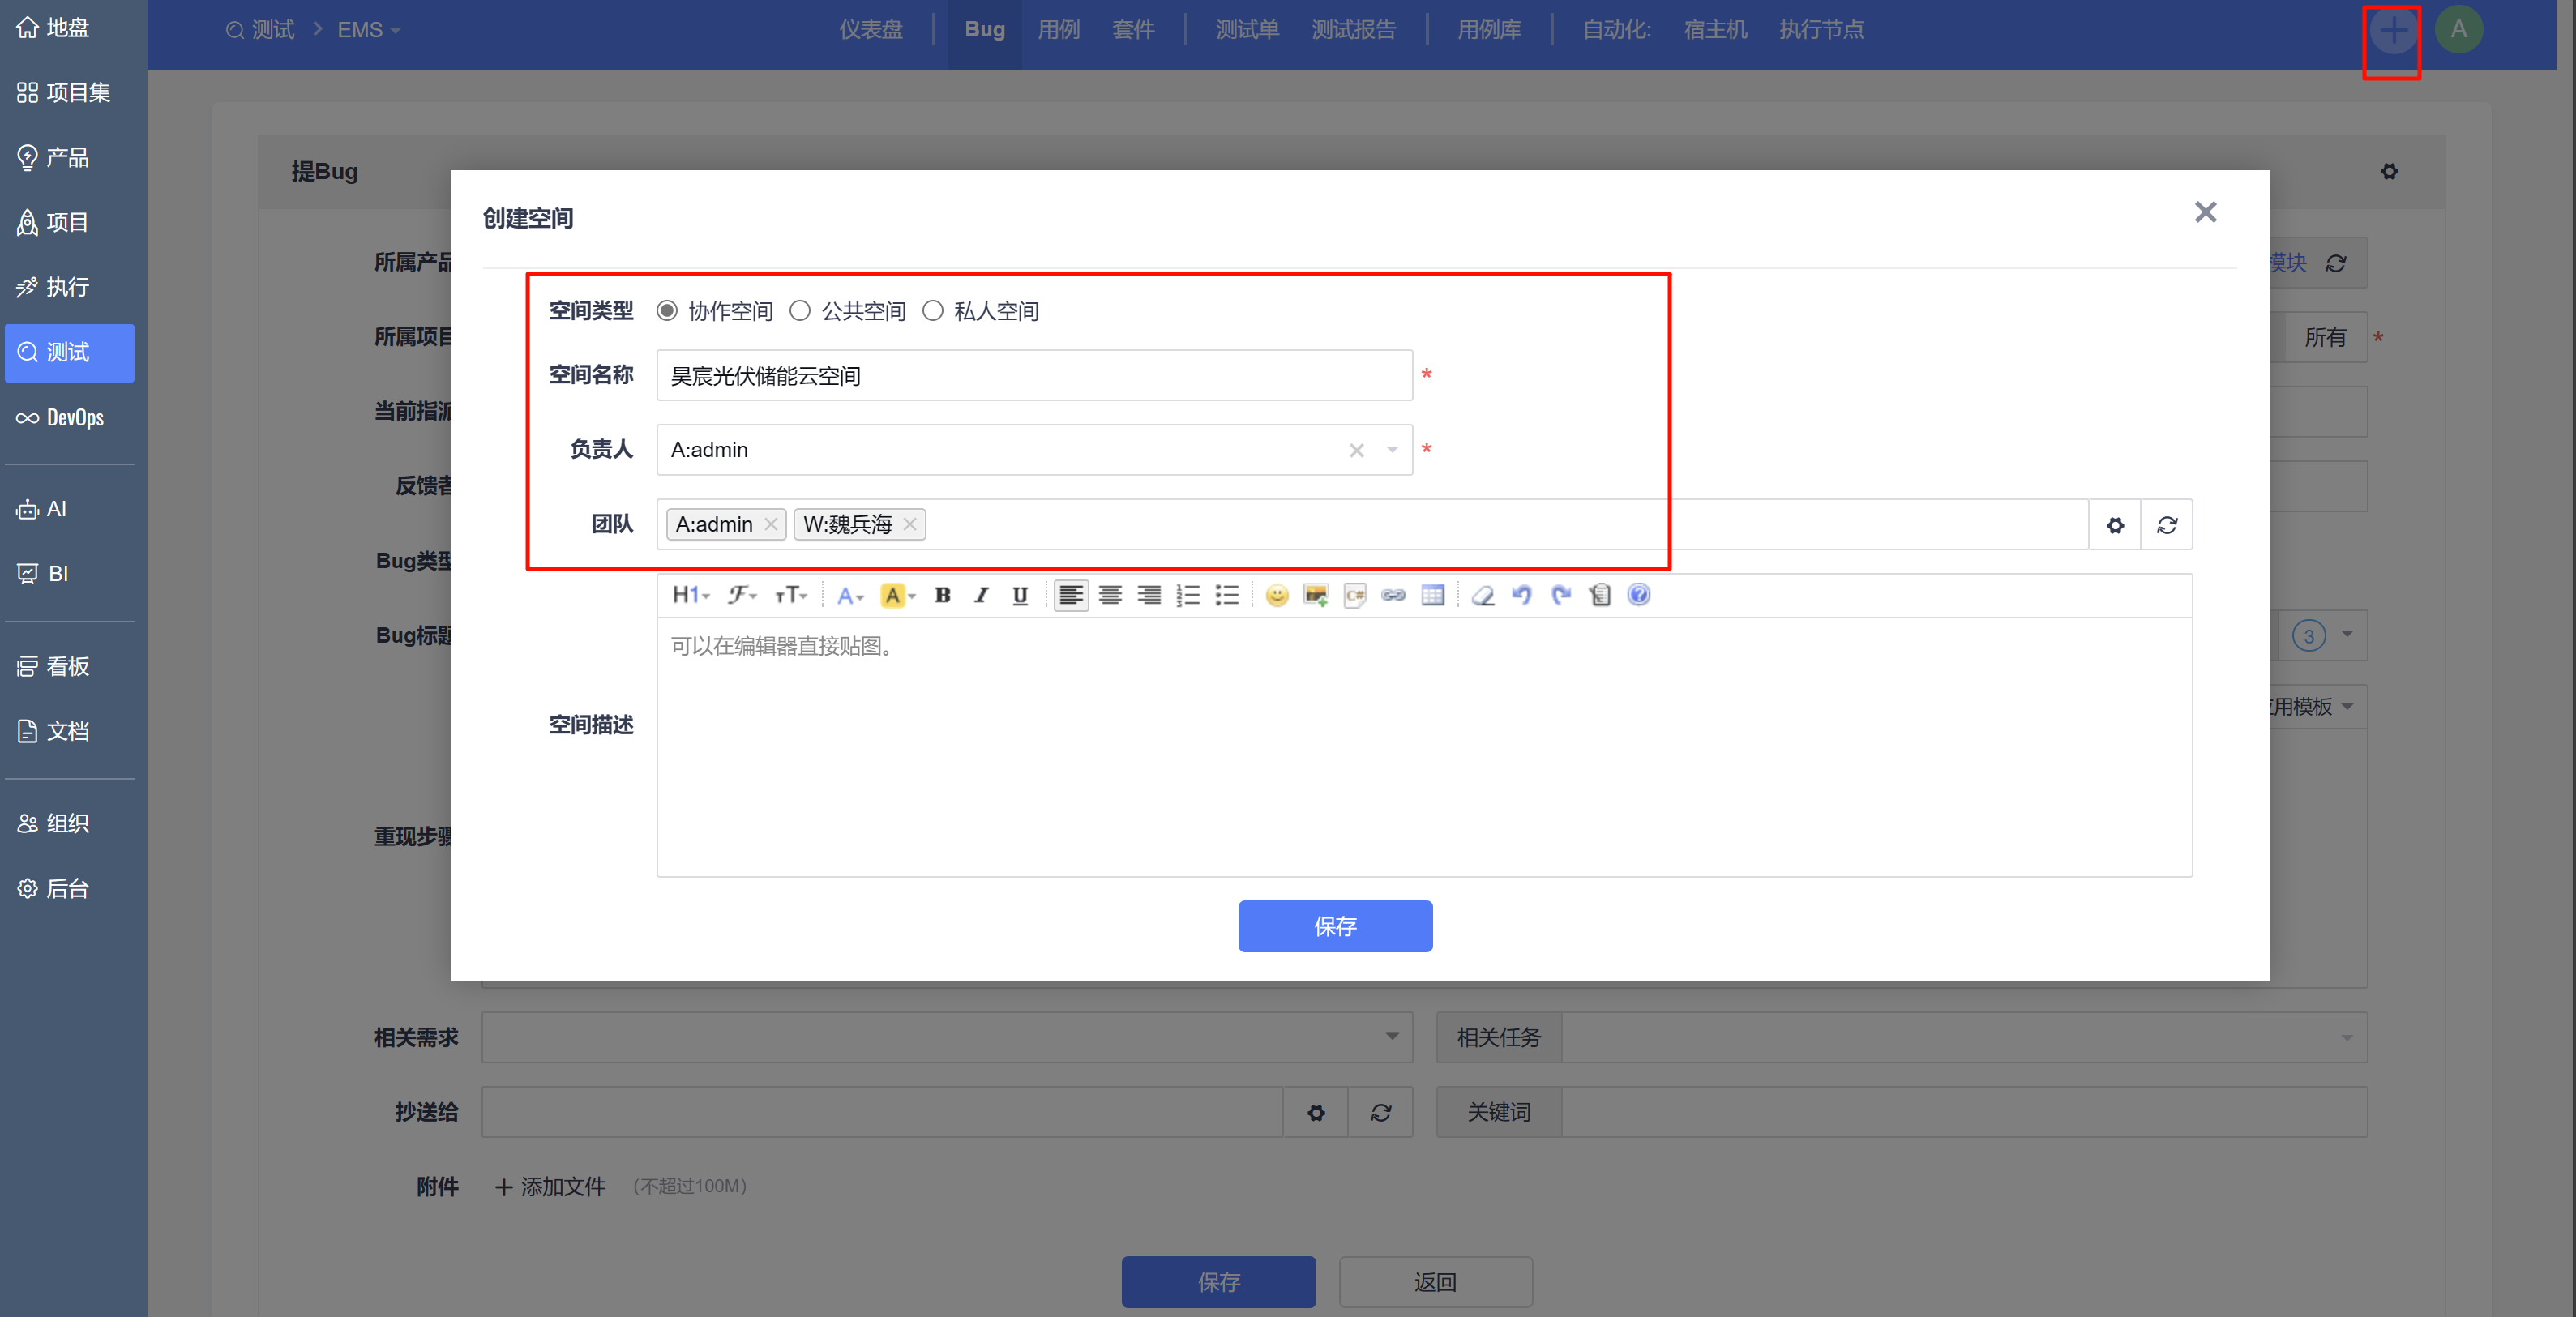 地盘
项目集
产品
项目
执行
测试
DevOps
AI
BI
看板
文档
组织
后台
测试 EMS
仪表盘 Bug 用例 套件 测试单 测试报告 用例库 自动化: 宿主机 执行节点
A
提Bug
所属产品
模块
所属项目
所有 *
当前指派
反馈者
Bug类型
Bug标题
3
应用模板
重现步骤
创建空间
空间类型 协作空间 公共空间 私人空间
空间名称 昊宸光伏储能云空间 *
负责人 A:admin *
团队 A:admin W:魏兵海
H1 F TT A A B I U C#
可以在编辑器直接贴图。
空间描述
保存
相关需求 相关任务
抄送给 关键词
附件 添加文件 (不超过100M)
保存 返回